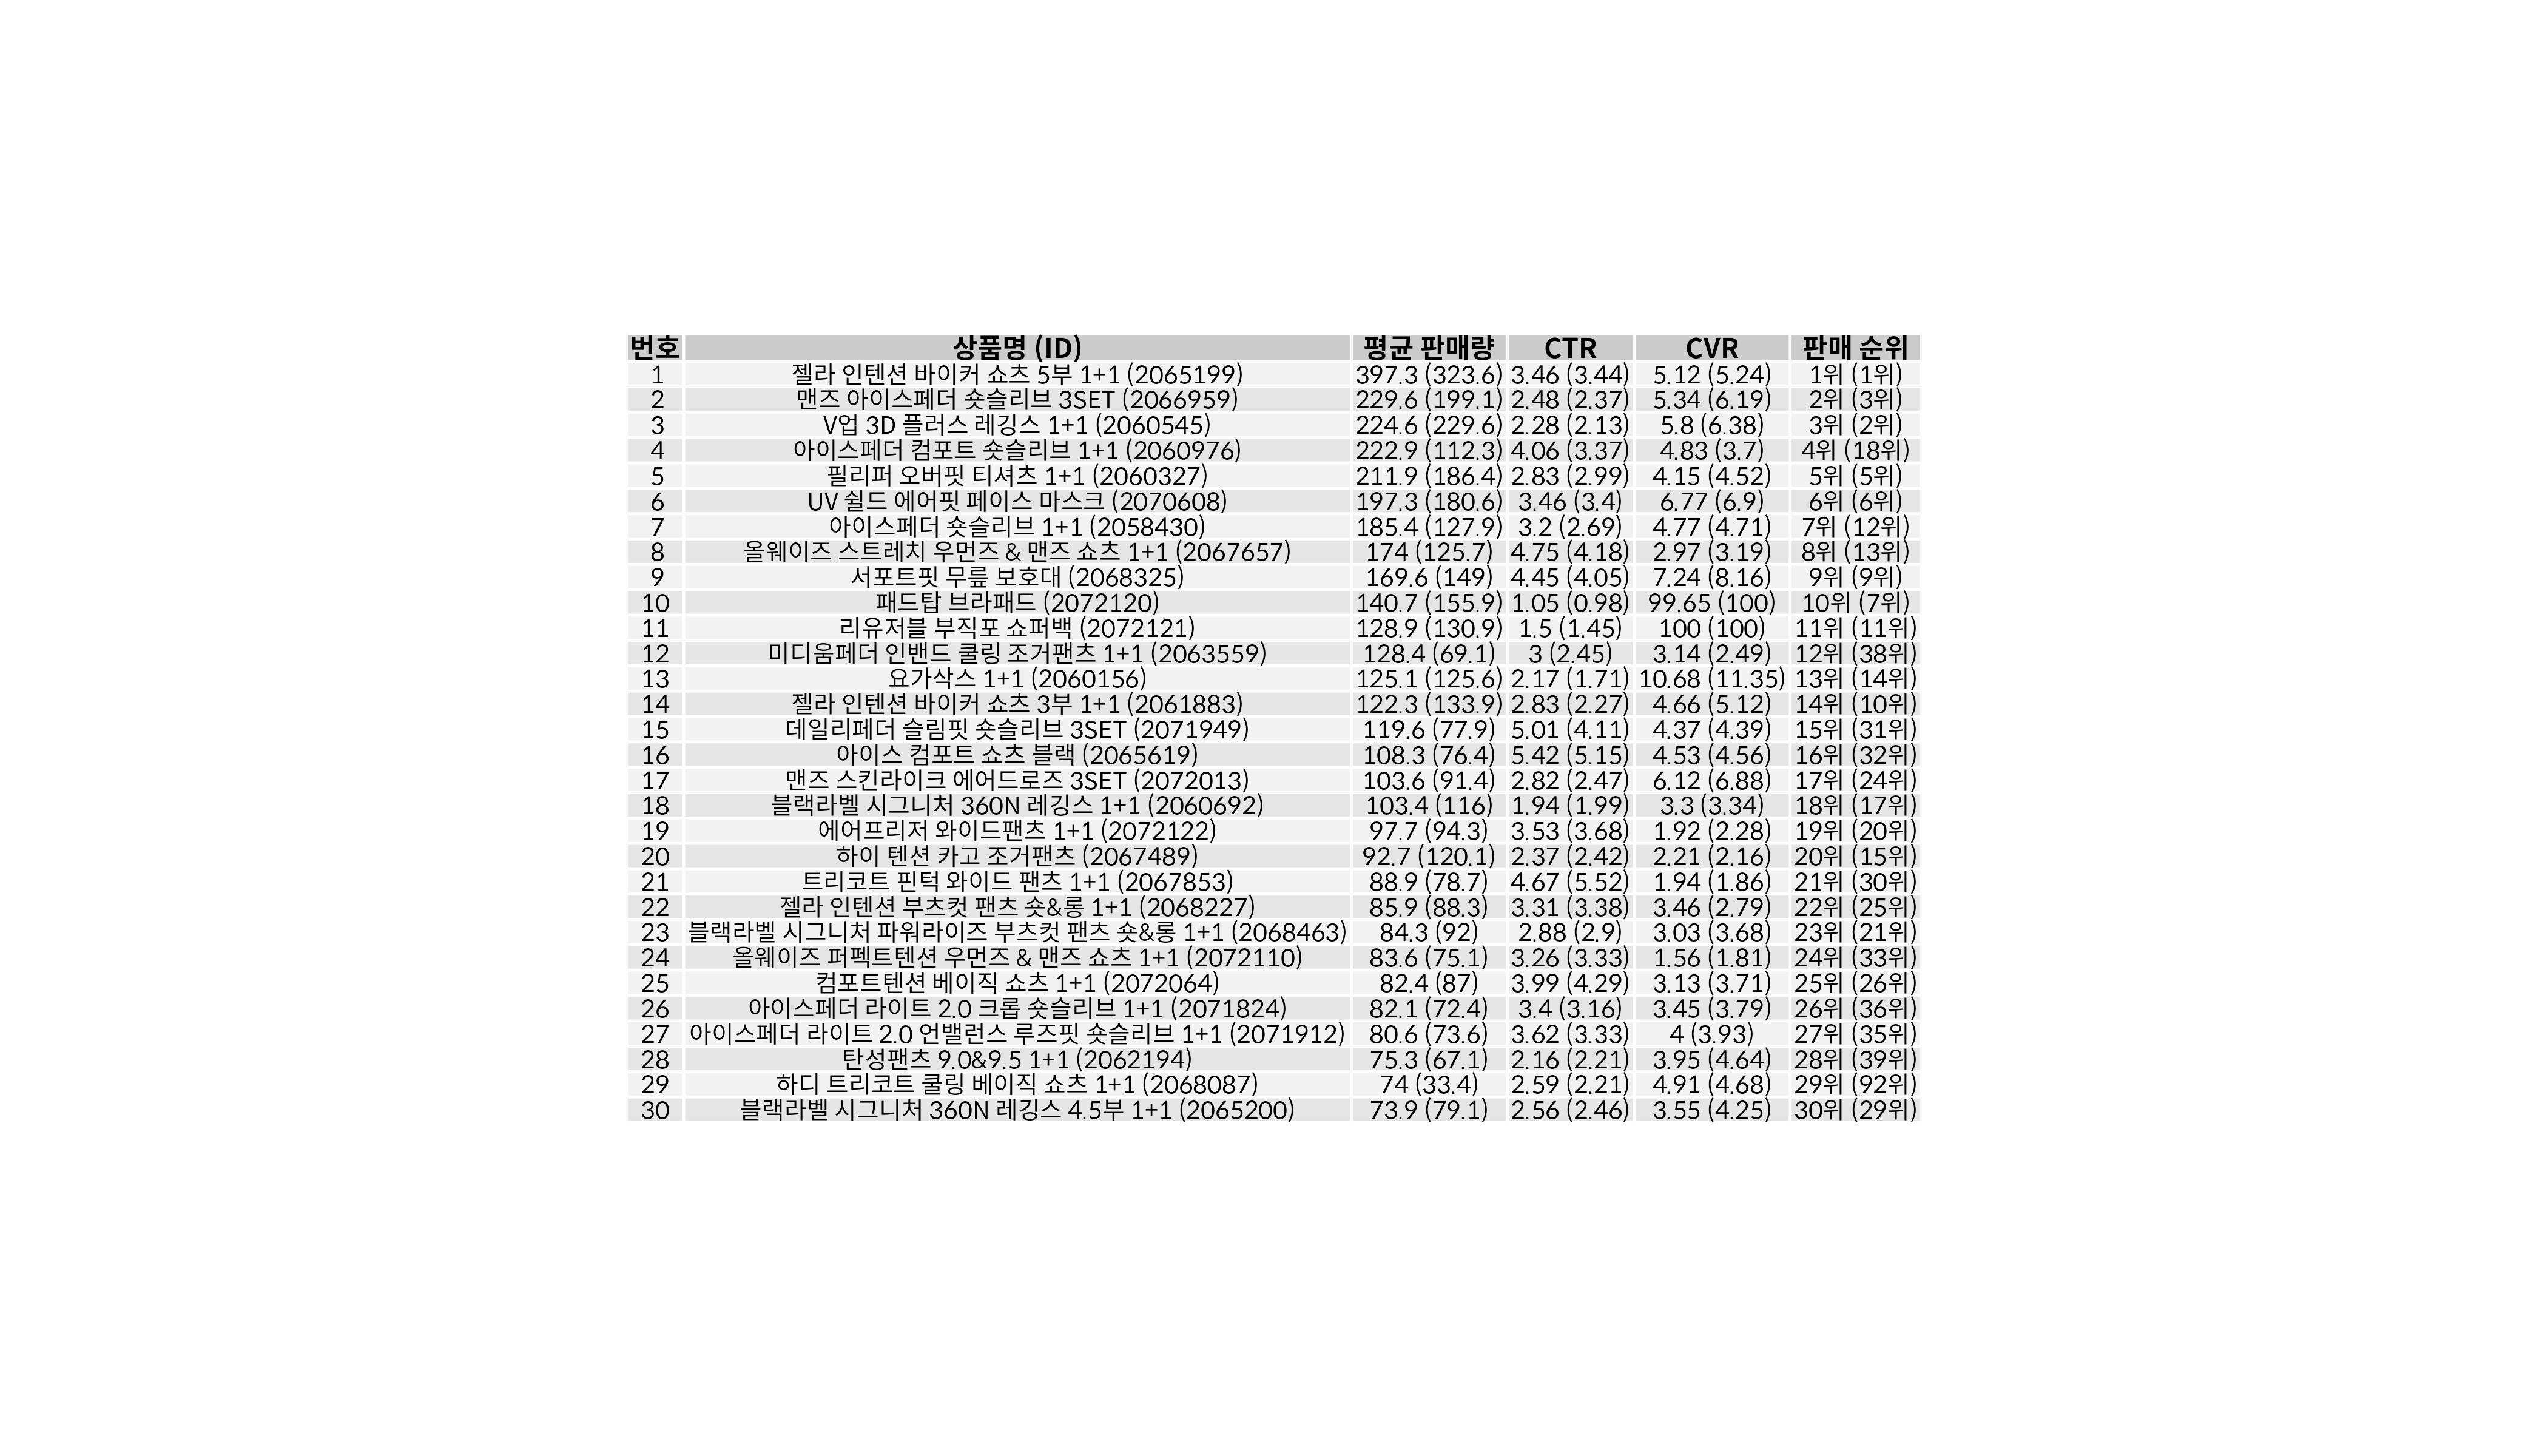 번호 상품명 (ID) 평균 판매량 CTR CVR 판매 순위
1 젤라 인텐션 바이커 쇼츠 5부 1+1 (2065199) 397.3 (323.6) 3.46 (3.44) 5.12 (5.24) 1위 (1위)
2 맨즈 아이스페더 숏슬리브 3SET (2066959) 229.6 (199.1) 2.48 (2.37) 5.34 (6.19) 2위 (3위)
3 V업 3D 플러스 레깅스 1+1 (2060545) 224.6 (229.6) 2.28 (2.13) 5.8 (6.38) 3위 (2위)
4 아이스페더 컴포트 숏슬리브 1+1 (2060976) 222.9 (112.3) 4.06 (3.37) 4.83 (3.7) 4위 (18위)
5 필리퍼 오버핏 티셔츠 1+1 (2060327) 211.9 (186.4) 2.83 (2.99) 4.15 (4.52) 5위 (5위)
6 UV 쉴드 에어핏 페이스 마스크 (2070608) 197.3 (180.6) 3.46 (3.4) 6.77 (6.9) 6위 (6위)
7 아이스페더 숏슬리브 1+1 (2058430) 185.4 (127.9) 3.2 (2.69) 4.77 (4.71) 7위 (12위)
8 올웨이즈 스트레치 우먼즈 & 맨즈 쇼츠 1+1 (2067657) 174 (125.7) 4.75 (4.18) 2.97 (3.19) 8위 (13위)
9 서포트핏 무릎 보호대 (2068325) 169.6 (149) 4.45 (4.05) 7.24 (8.16) 9위 (9위)
10 패드탑 브라패드 (2072120) 140.7 (155.9) 1.05 (0.98) 99.65 (100) 10위 (7위)
11 리유저블 부직포 쇼퍼백 (2072121) 128.9 (130.9) 1.5 (1.45) 100 (100) 11위 (11위)
12 미디움페더 인밴드 쿨링 조거팬츠 1+1 (2063559) 128.4 (69.1) 3 (2.45) 3.14 (2.49) 12위 (38위)
13 요가삭스 1+1 (2060156) 125.1 (125.6) 2.17 (1.71) 10.68 (11.35) 13위 (14위)
14 젤라 인텐션 바이커 쇼츠 3부 1+1 (2061883) 122.3 (133.9) 2.83 (2.27) 4.66 (5.12) 14위 (10위)
15 데일리페더 슬림핏 숏슬리브 3SET (2071949) 119.6 (77.9) 5.01 (4.11) 4.37 (4.39) 15위 (31위)
16 아이스 컴포트 쇼츠 블랙 (2065619) 108.3 (76.4) 5.42 (5.15) 4.53 (4.56) 16위 (32위)
17 맨즈 스킨라이크 에어드로즈 3SET (2072013) 103.6 (91.4) 2.82 (2.47) 6.12 (6.88) 17위 (24위)
18 블랙라벨 시그니처 360N 레깅스 1+1 (2060692) 103.4 (116) 1.94 (1.99) 3.3 (3.34) 18위 (17위)
19 에어프리저 와이드팬츠 1+1 (2072122) 97.7 (94.3) 3.53 (3.68) 1.92 (2.28) 19위 (20위)
20 하이 텐션 카고 조거팬츠 (2067489) 92.7 (120.1) 2.37 (2.42) 2.21 (2.16) 20위 (15위)
21 트리코트 핀턱 와이드 팬츠 1+1 (2067853) 88.9 (78.7) 4.67 (5.52) 1.94 (1.86) 21위 (30위)
22 젤라 인텐션 부츠컷 팬츠 숏&롱 1+1 (2068227) 85.9 (88.3) 3.31 (3.38) 3.46 (2.79) 22위 (25위)
23 블랙라벨 시그니처 파워라이즈 부츠컷 팬츠 숏&롱 1+1 (2068463) 84.3 (92) 2.88 (2.9) 3.03 (3.68) 23위 (21위)
24 올웨이즈 퍼펙트텐션 우먼즈 & 맨즈 쇼츠 1+1 (2072110) 83.6 (75.1) 3.26 (3.33) 1.56 (1.81) 24위 (33위)
25 컴포트텐션 베이직 쇼츠 1+1 (2072064) 82.4 (87) 3.99 (4.29) 3.13 (3.71) 25위 (26위)
26 아이스페더 라이트 2.0 크롭 숏슬리브 1+1 (2071824) 82.1 (72.4) 3.4 (3.16) 3.45 (3.79) 26위 (36위)
27 아이스페더 라이트 2.0 언밸런스 루즈핏 숏슬리브 1+1 (2071912) 80.6 (73.6) 3.62 (3.33) 4 (3.93) 27위 (35위)
28 탄성팬츠 9.0&9.5 1+1 (2062194) 75.3 (67.1) 2.16 (2.21) 3.95 (4.64) 28위 (39위)
29 하디 트리코트 쿨링 베이직 쇼츠 1+1 (2068087) 74 (33.4) 2.59 (2.21) 4.91 (4.68) 29위 (92위)
30 블랙라벨 시그니처 360N 레깅스 4.5부 1+1 (2065200) 73.9 (79.1) 2.56 (2.46) 3.55 (4.25) 30위 (29위)